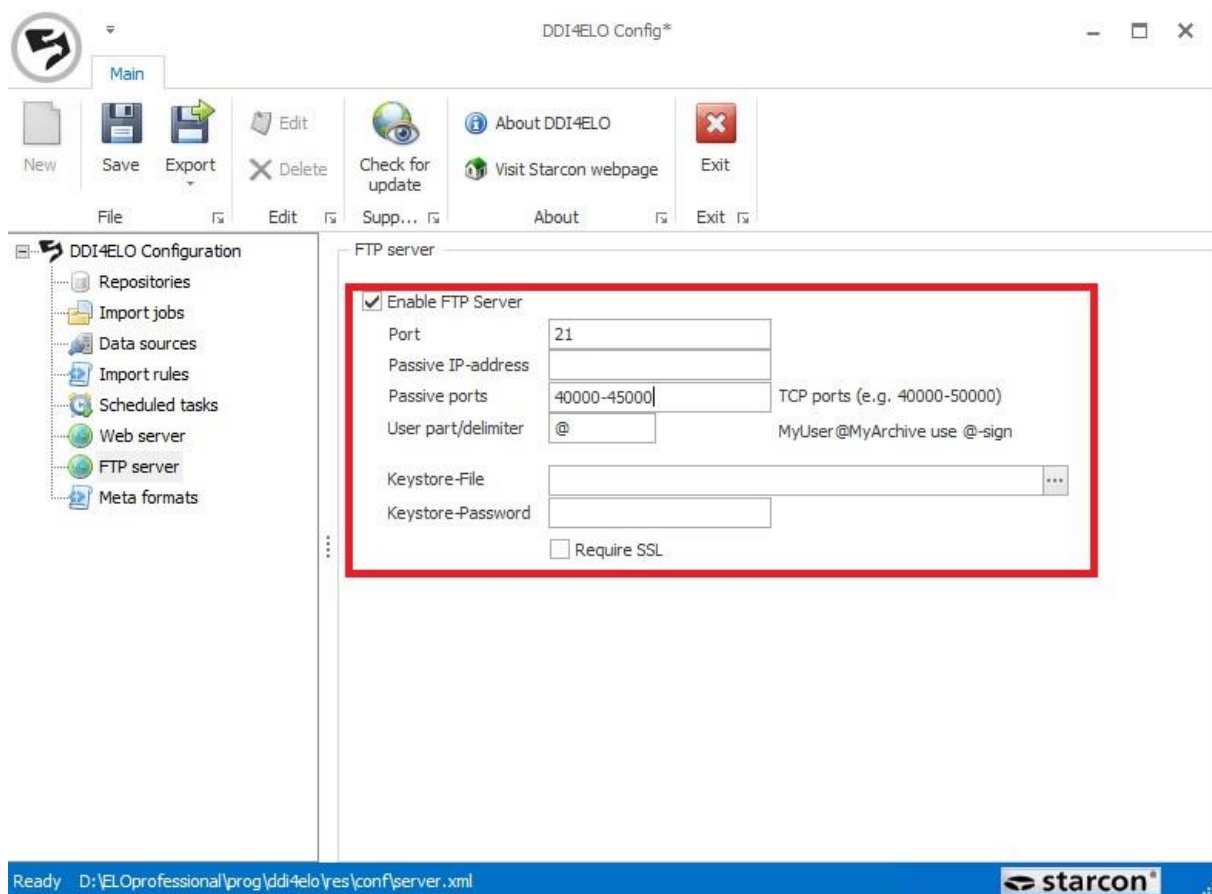 DDI4ELO Config*
Main
New
Save
Export
Edit
Delete
Check for
update
About DDI4ELO
Visit Starcon webpage
Exit
File
Edit
Supp...
About
Exit
DDI4ELO Configuration
Repositories
Import jobs
Data sources
Import rules
Scheduled tasks
Web server
FTP server
Meta formats
FTP server
Enable FTP Server
Port 21
Passive IP-address
Passive ports 40000-45000 TCP ports (e.g. 40000-50000)
User part/delimiter @ MyUser@MyArchive use @-sign
Keystore-File ...
Keystore-Password
Require SSL
Ready D:\ELOprofessional\prog\ddi4elo\res\conf\server.xml
starcon®